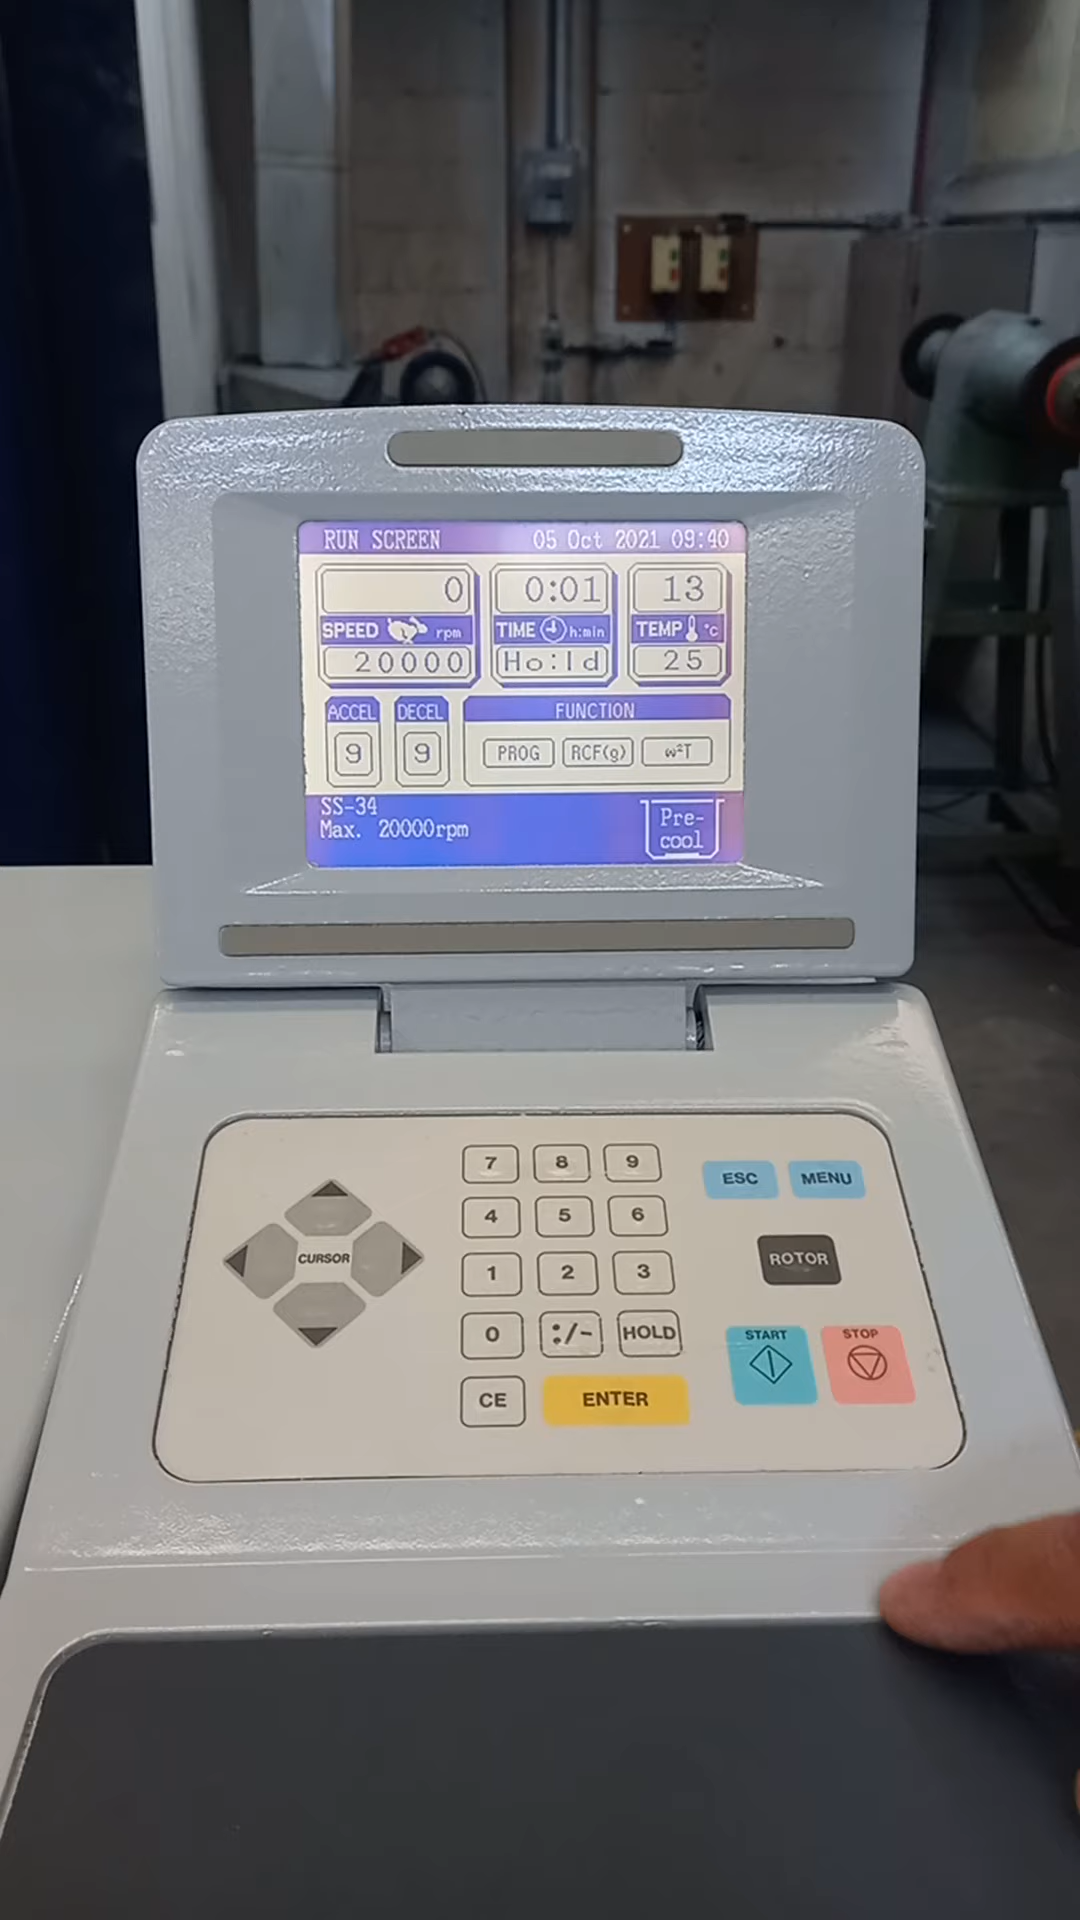 RUN SCREEN 05 Oct 2021 09:40
0 0:01 13
SPEED rpm TIME h:min TEMP °C
20000 Ho:ld 25
ACCEL DECEL FUNCTION
9 9 PROG RCF(g) ω²T
SS-34
Max. 20000rpm
Pre-
cool
7 8 9
ESC MENU
4 5 6
CURSOR
ROTOR
1 2 3
0 :/- HOLD
START STOP
CE ENTER